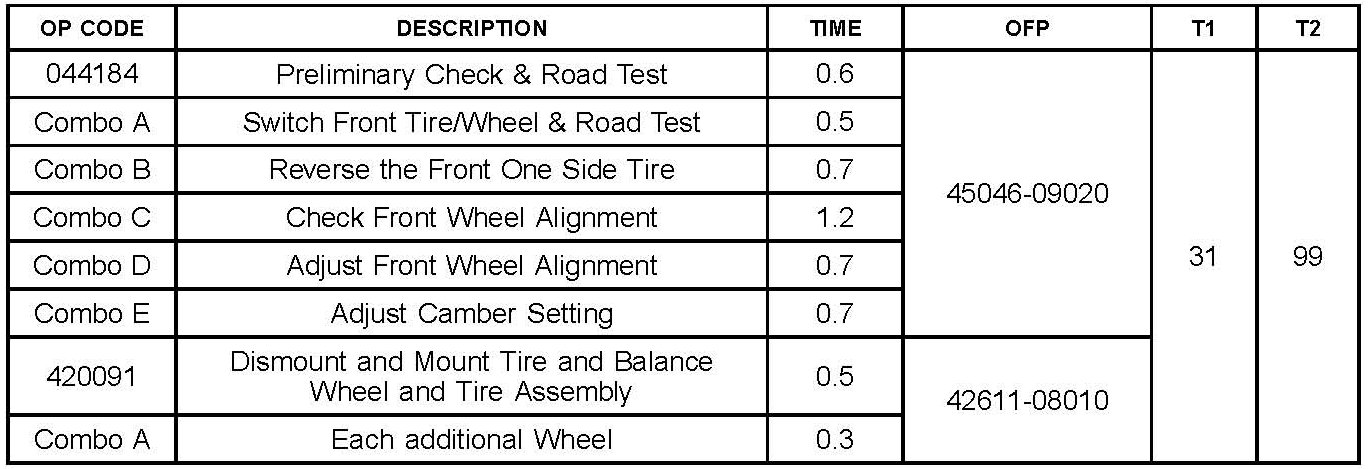 OP CODE DESCRIPTION TIME OFP T1 T2
044184 Preliminary Check & Road Test 0.6
Combo A Switch Front Tire/Wheel & Road Test 0.5
Combo B Reverse the Front One Side Tire 0.7
45046-09020
Combo C Check Front Wheel Alignment 1.2
Combo D Adjust Front Wheel Alignment 0.7
31 99
Combo E Adjust Camber Setting 0.7
420091 Dismount and Mount Tire and Balance
Wheel and Tire Assembly 0.5
42611-08010
Combo A Each additional Wheel 0.3